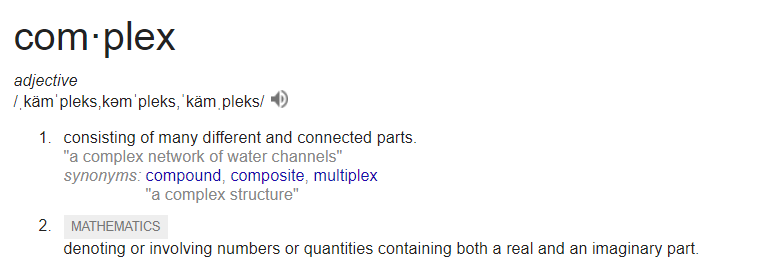 com·plex
adjective
/ˌkämˈpleks,kəmˈpleks,ˈkämˌpleks/
1. consisting of many different and connected parts.
"a complex network of water channels"
synonyms: compound, composite, multiplex
"a complex structure"
2. MATHEMATICS
denoting or involving numbers or quantities containing both a real and an imaginary part.